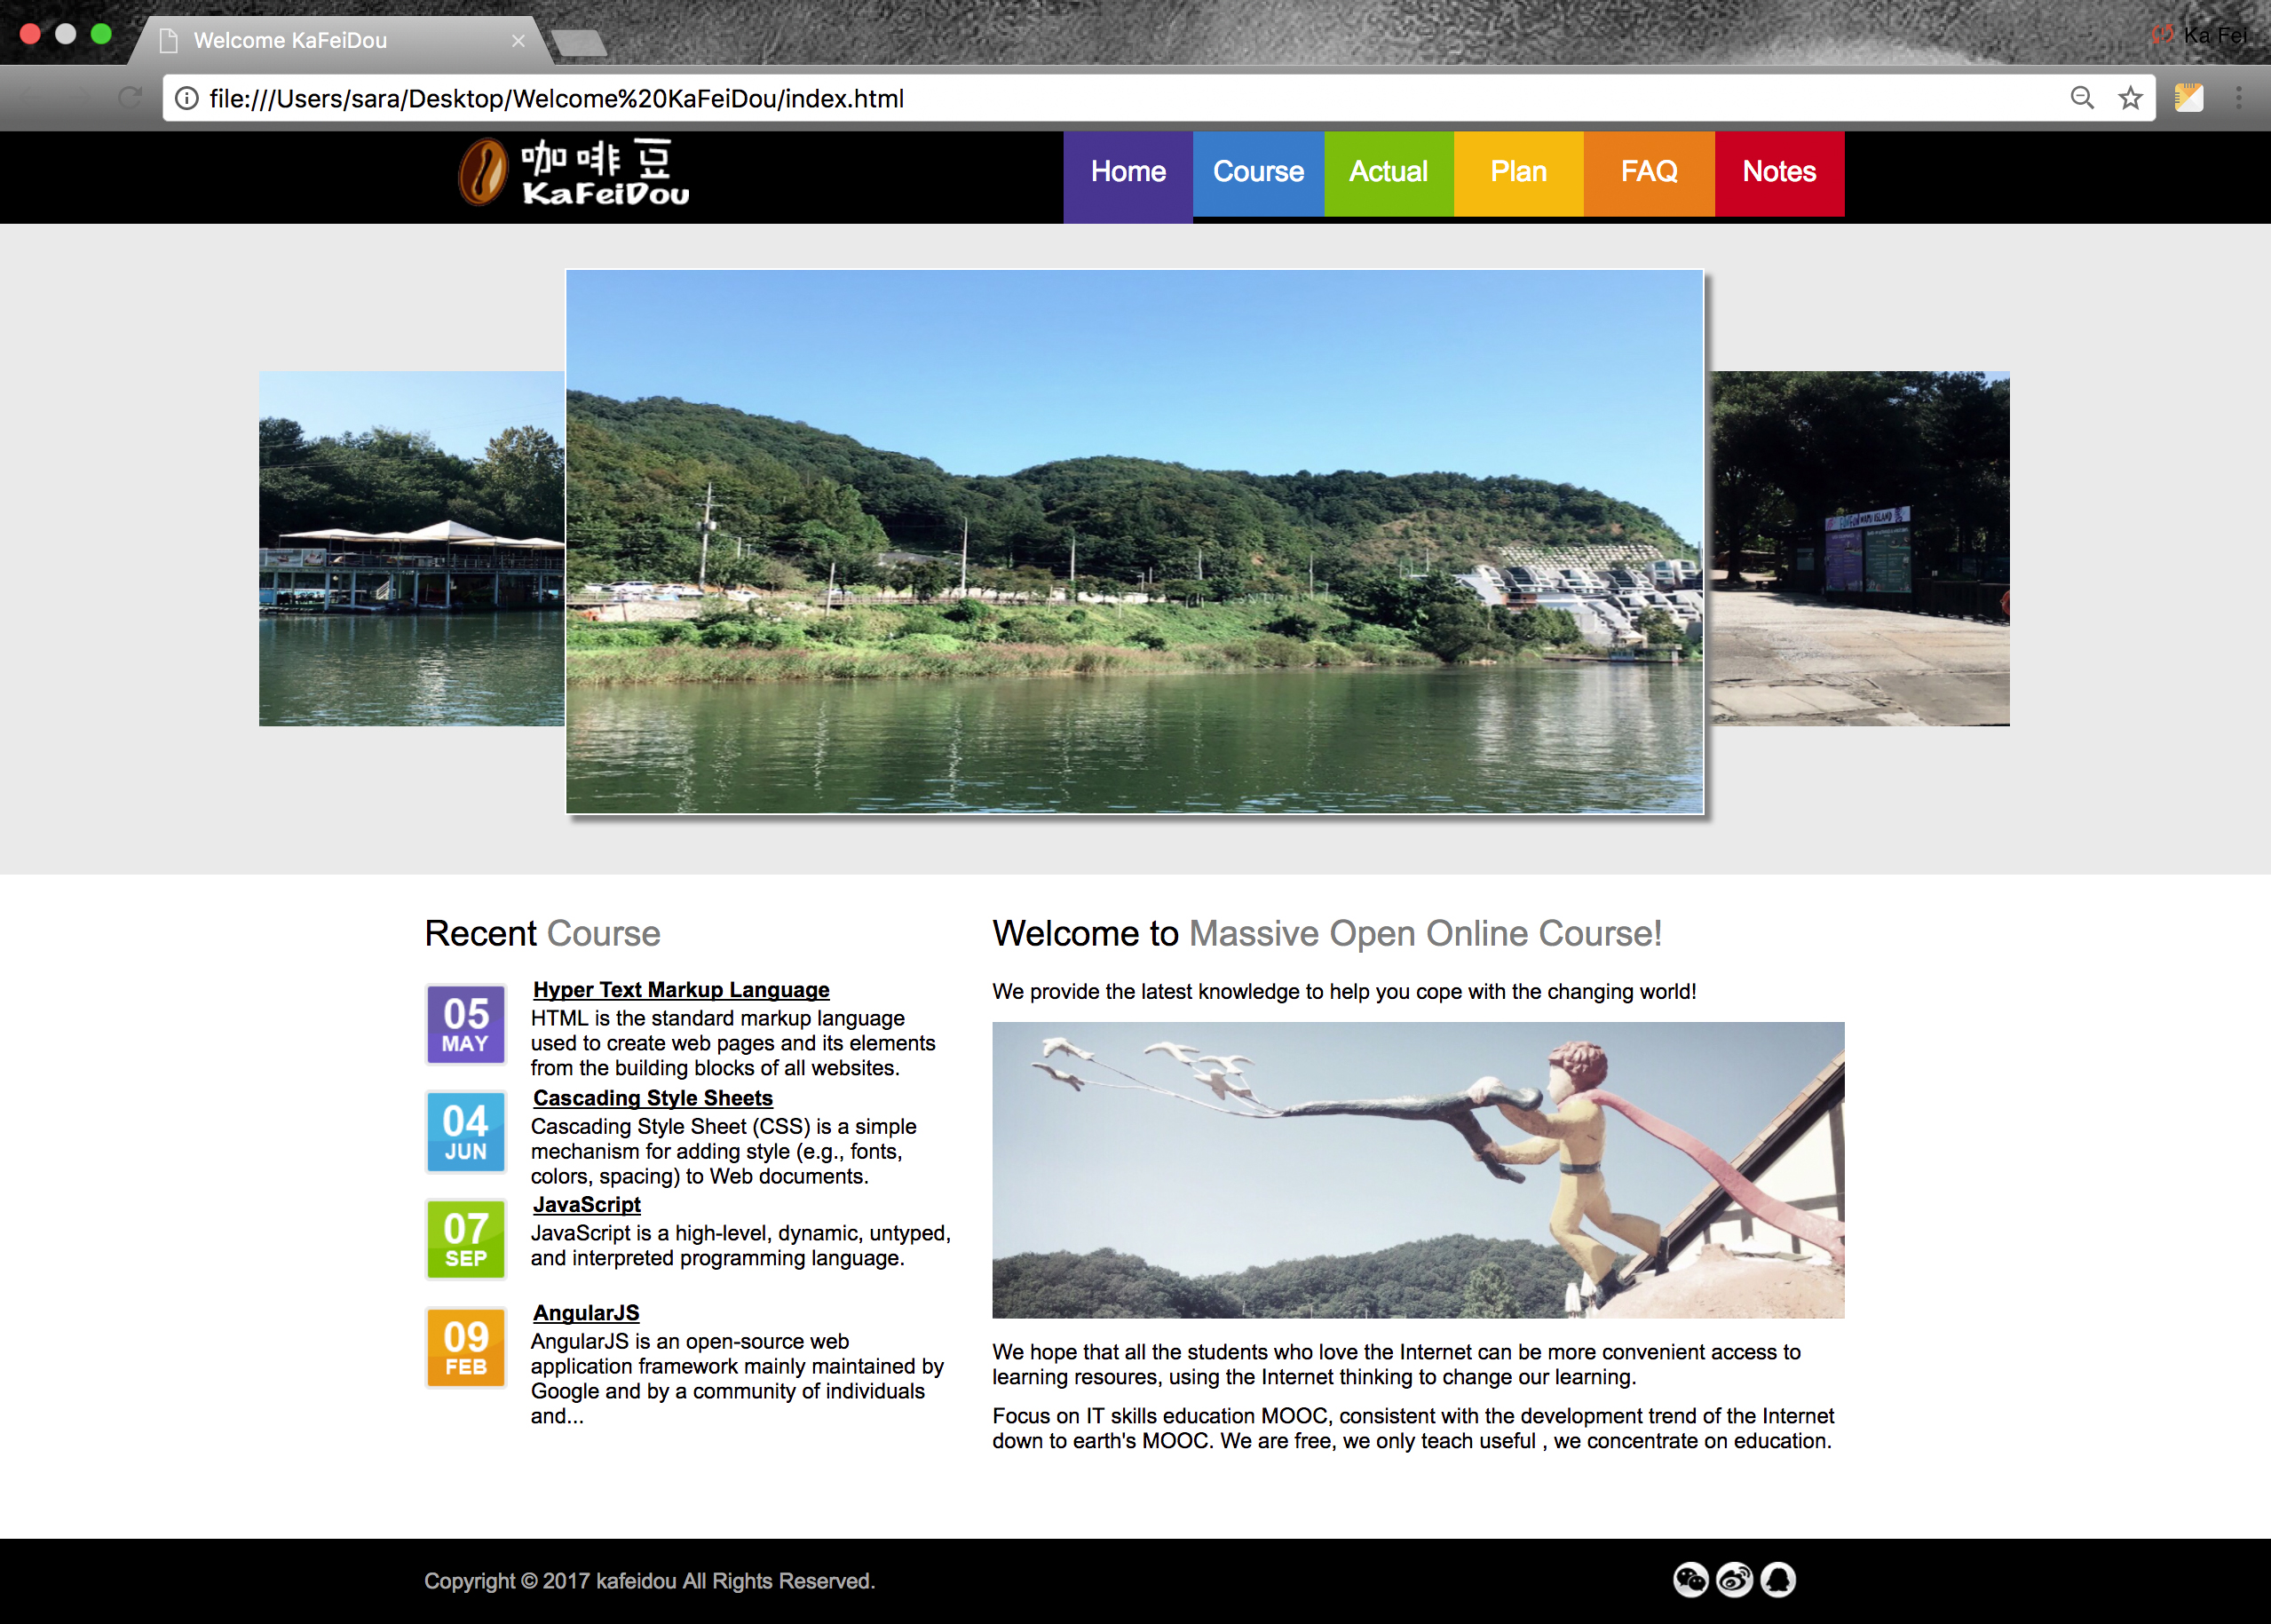 Welcome KaFeiDou
Ka Fei
file:///Users/sara/Desktop/Welcome%20KaFeiDou/index.html
咖啡豆
KaFeiDou
Home Course Actual Plan FAQ Notes
NAMI ISLAND
Recent Course
05
MAY
Hyper Text Markup Language
HTML is the standard markup language
used to create web pages and its elements
from the building blocks of all websites.
04
JUN
Cascading Style Sheets
Cascading Style Sheet (CSS) is a simple
mechanism for adding style (e.g., fonts,
colors, spacing) to Web documents.
07
SEP
JavaScript
JavaScript is a high-level, dynamic, untyped,
and interpreted programming language.
09
FEB
AngularJS
AngularJS is an open-source web
application framework mainly maintained by
Google and by a community of individuals
and...
Welcome to Massive Open Online Course!
We provide the latest knowledge to help you cope with the changing world!
We hope that all the students who love the Internet can be more convenient access to
learning resoures, using the Internet thinking to change our learning.
Focus on IT skills education MOOC, consistent with the development trend of the Internet
down to earth's MOOC. We are free, we only teach useful , we concentrate on education.
Copyright © 2017 kafeidou All Rights Reserved.